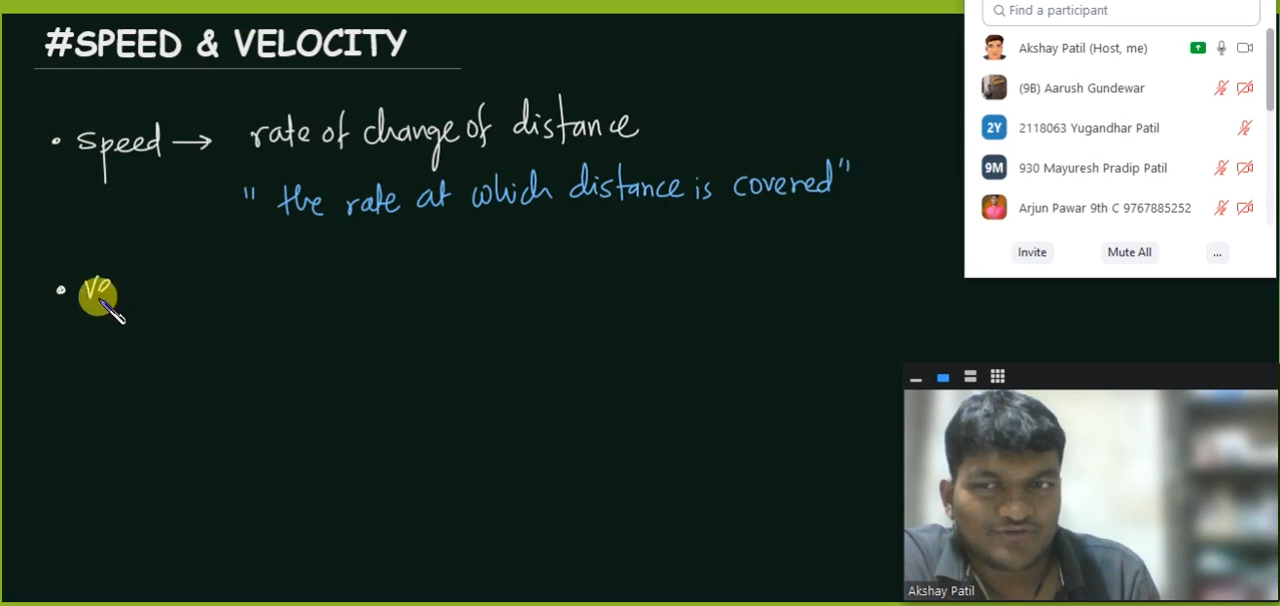 #SPEED & VELOCITY
• speed → rate of change of distance
" the rate at which distance is covered"
• Vo
Find a participant
Akshay Patil (Host, me)
(9B) Aarush Gundewar
2Y 2118063 Yugandhar Patil
9M 930 Mayuresh Pradip Patil
Arjun Pawar 9th C 9767885252
Invite Mute All ...
Akshay Patil